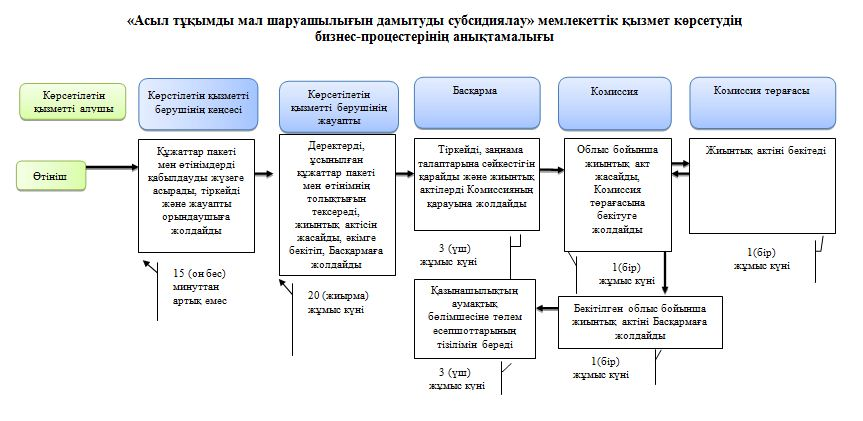 «Асыл тұқымды мал шаруашылығын дамытуды субсидиялау» мемлекеттік қызмет көрсетудің
бизнес-процестерінің анықтамалығы
Көрсетілетін
қызметті алушы
Көрстілетін қызметті
берушінің кеңсесі
Көрсетілетін
қызметті берушінің
жауапты
Басқарма
Комиссия
Комиссия төрағасы
Өтініш
Құжаттар пакеті
мен өтінімдерді
қабылдауды жүзеге
асырады, тіркейді
және жауапты
орындаушыға
жолдайды
15 (он бес)
минуттан
артық емес
Деректерді,
ұсынылған
құжаттар пакеті
мен өтінімнің
толықтығын
тексереді,
жиынтық актісін
жасайды, әкімге
бекітіп, Басқармаға
жолдайды
20 (жиырма)
жұмыс күні
Тіркейді, заңнама
талаптарына сәйкестігін
қарайды және жиынтық
актілерді Комиссияның
қарауына жолдайды
3 (үш)
жұмыс күні
Облыс бойынша
жиынтық акт
жасайды,
Комиссия
төрағасына
бекітуге
жолдайды
1(бір)
жұмыс күні
Жиынтық актіні бекітеді
1(бір)
жұмыс күні
Қазынашылықтың
аумақтық
бөлімшесіне төлем
есепшоттарының
тізілімін береді
3 (үш)
жұмыс күні
Бекітілген облыс бойынша
жиынтық актіні Басқармаға
жолдайды
1(бір)
жұмыс күні